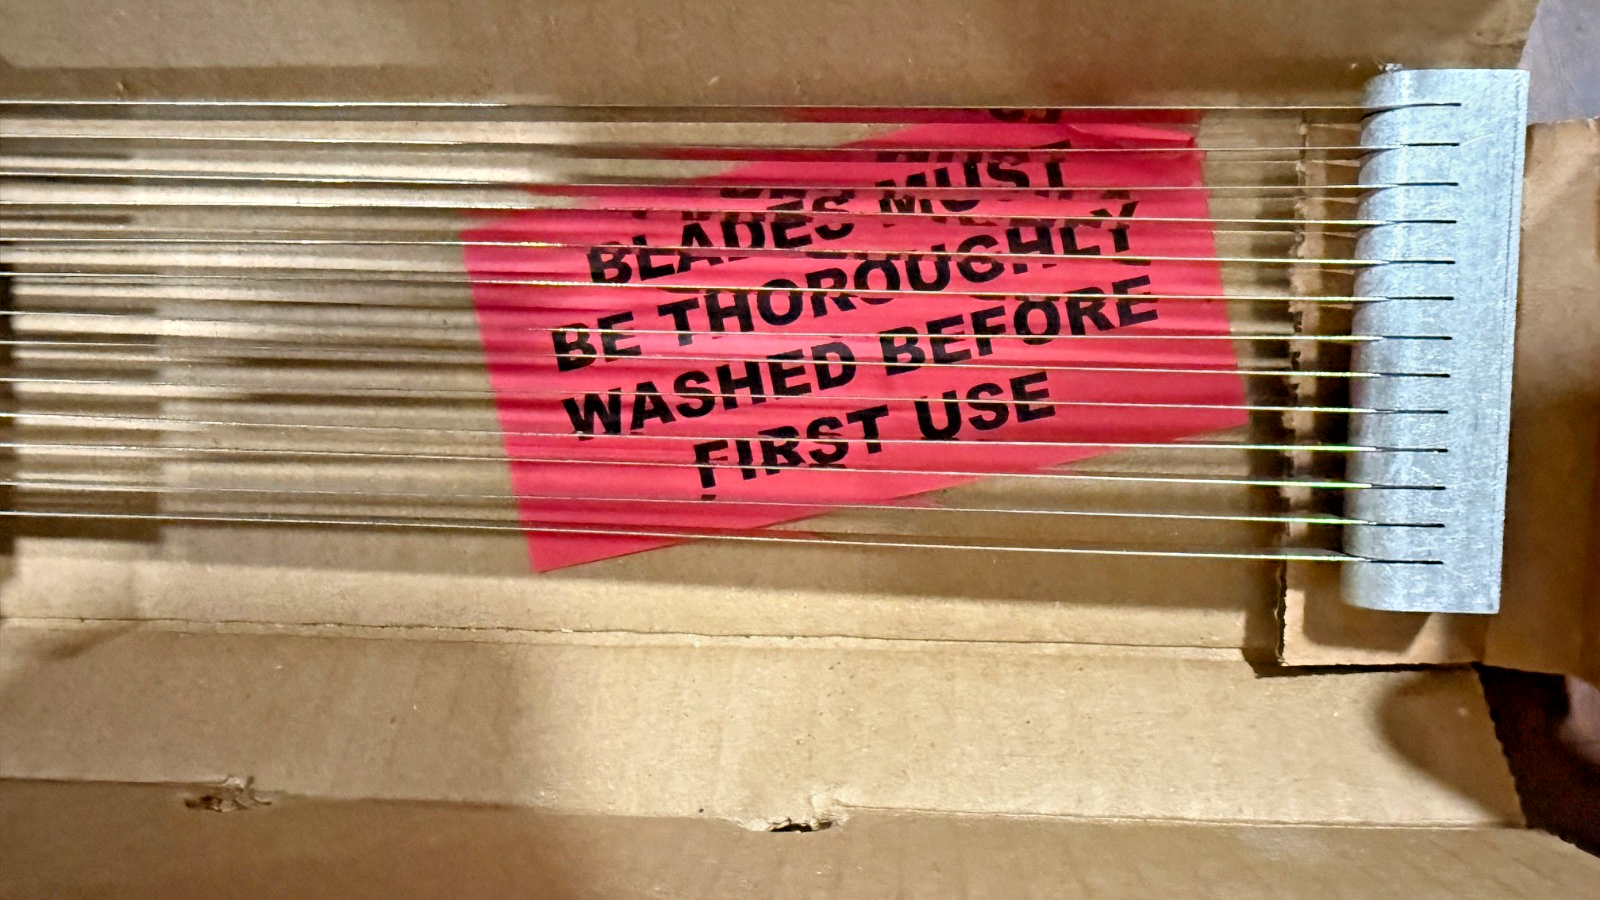 BLADES MUST
BE THOROUGHLY
WASHED BEFORE
FIRST USE